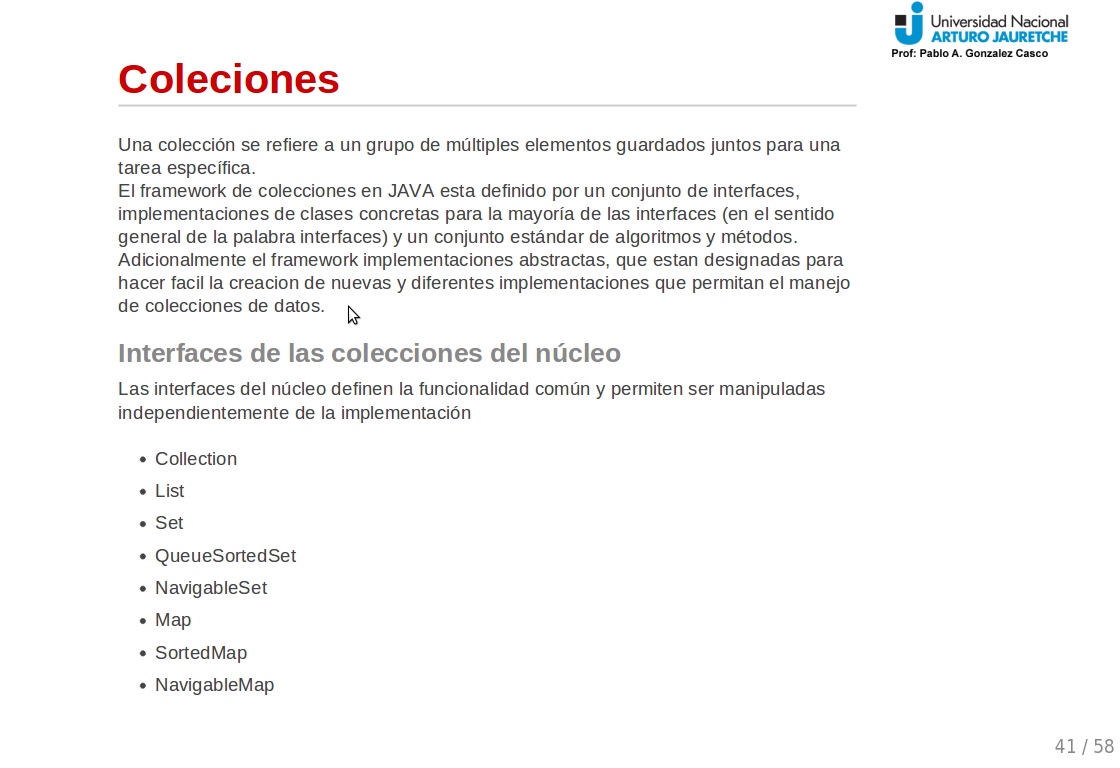 Universidad Nacional
ARTURO JAURETCHE
Prof: Pablo A. Gonzalez Casco
Coleciones
Una colección se refiere a un grupo de múltiples elementos guardados juntos para una
tarea específica.
El framework de colecciones en JAVA esta definido por un conjunto de interfaces,
implementaciones de clases concretas para la mayoría de las interfaces (en el sentido
general de la palabra interfaces) y un conjunto estándar de algoritmos y métodos.
Adicionalmente el framework implementaciones abstractas, que estan designadas para
hacer facil la creacion de nuevas y diferentes implementaciones que permitan el manejo
de colecciones de datos.
Interfaces de las colecciones del núcleo
Las interfaces del núcleo definen la funcionalidad común y permiten ser manipuladas
independientemente de la implementación
• Collection
• List
• Set
• QueueSortedSet
• NavigableSet
• Map
• SortedMap
• NavigableMap
41 / 58